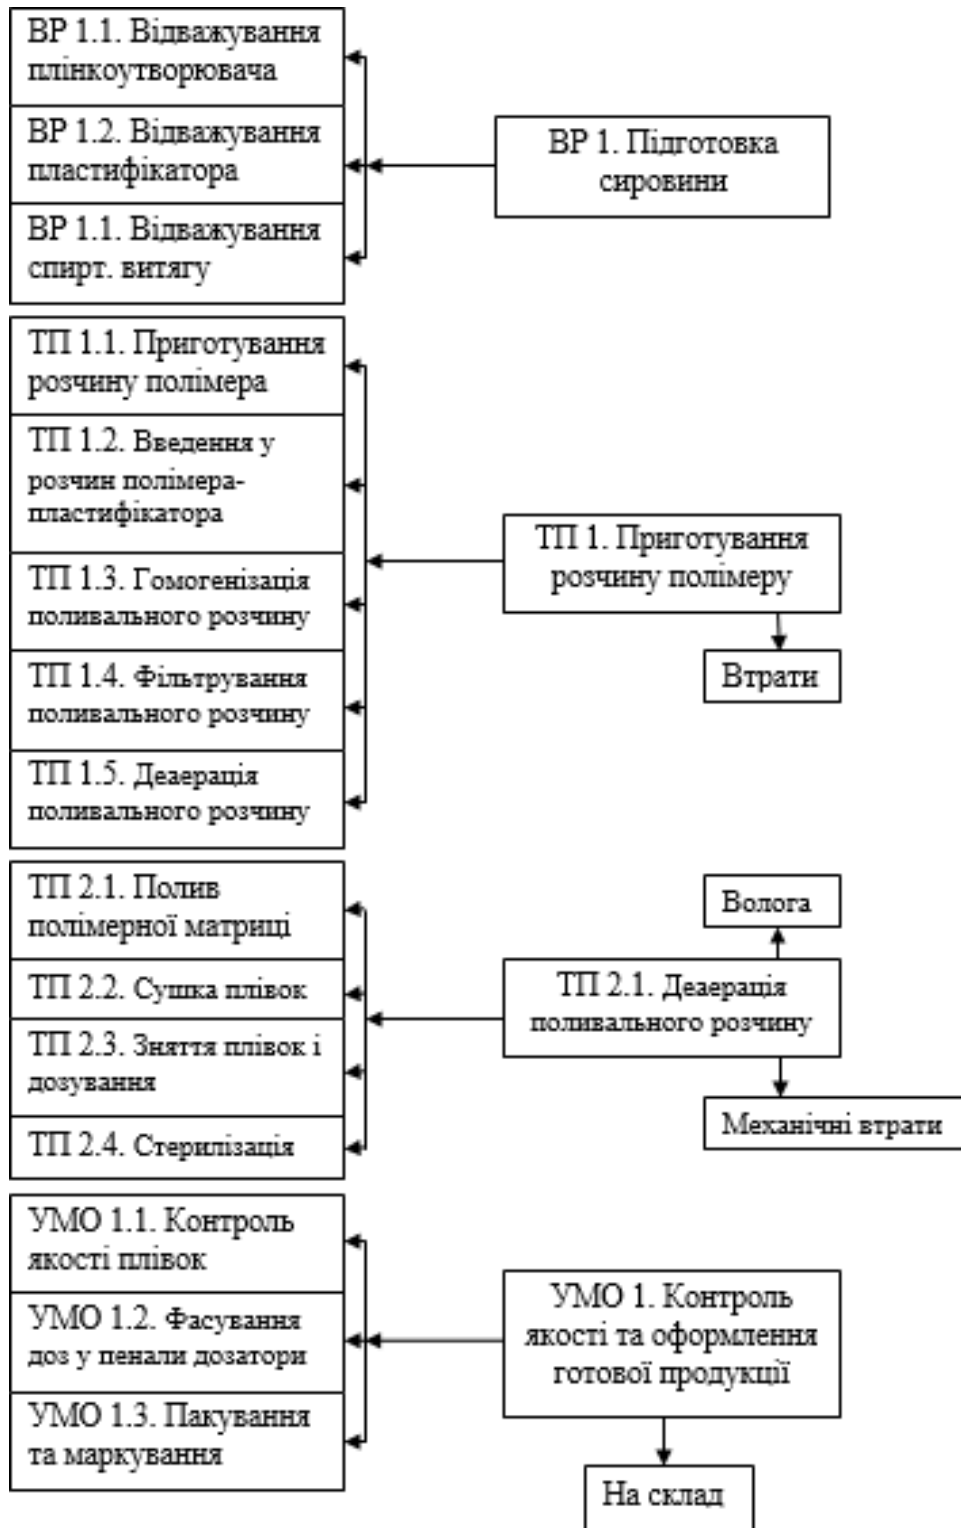 ВР 1.1. Відважування
плінкоутворювача
ВР 1.2. Відважування
пластифікатора
ВР 1.1. Відважування
спирт. витягу
ВР 1. Підготовка
сировини
ТП 1.1. Приготування
розчину полімера
ТП 1.2. Введення у
розчин полімера-
пластифікатора
ТП 1.3. Гомогенізація
поливального розчину
ТП 1.4. Фільтрування
поливального розчину
ТП 1.5. Деаерація
поливального розчину
ТП 1. Приготування
розчину полімеру
Втрати
ТП 2.1. Полив
полімерної матриці
ТП 2.2. Сушка плівок
ТП 2.3. Зняття плівок і
дозування
ТП 2.4. Стерилізація
Волога
ТП 2.1. Деаерація
поливального розчину
Механічні втрати
УМО 1.1. Контроль
якості плівок
УМО 1.2. Фасування
доз у пенали дозатори
УМО 1.3. Пакування
та маркування
УМО 1. Контроль
якості та оформлення
готової продукції
На склад